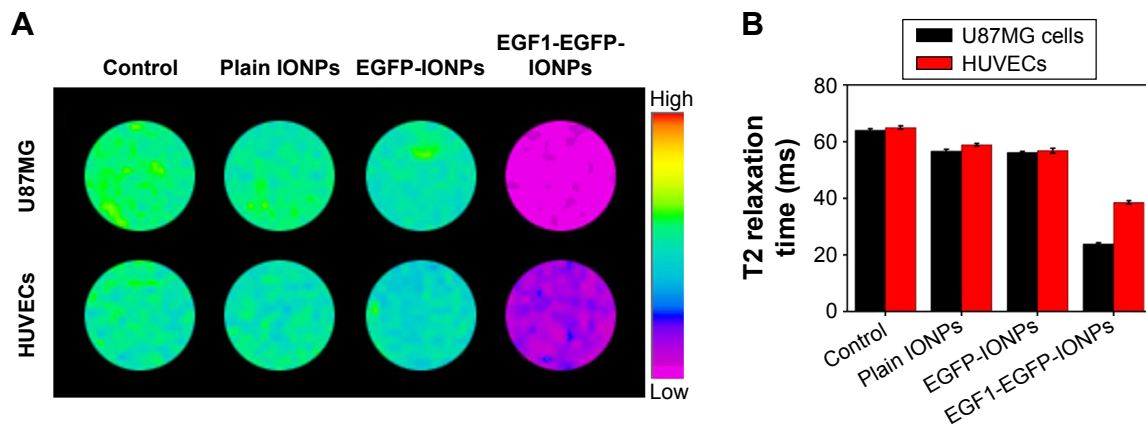 A
Control
Plain IONPs
EGFP-IONPs
EGF1-EGFP-
IONPs
U87MG
HUVECs
High
Low
B
U87MG cells
HUVECs
T2 relaxation
time (ms)
80
60
40
20
0
Control
Plain IONPs
EGFP-IONPs
EGF1-EGFP-IONPs